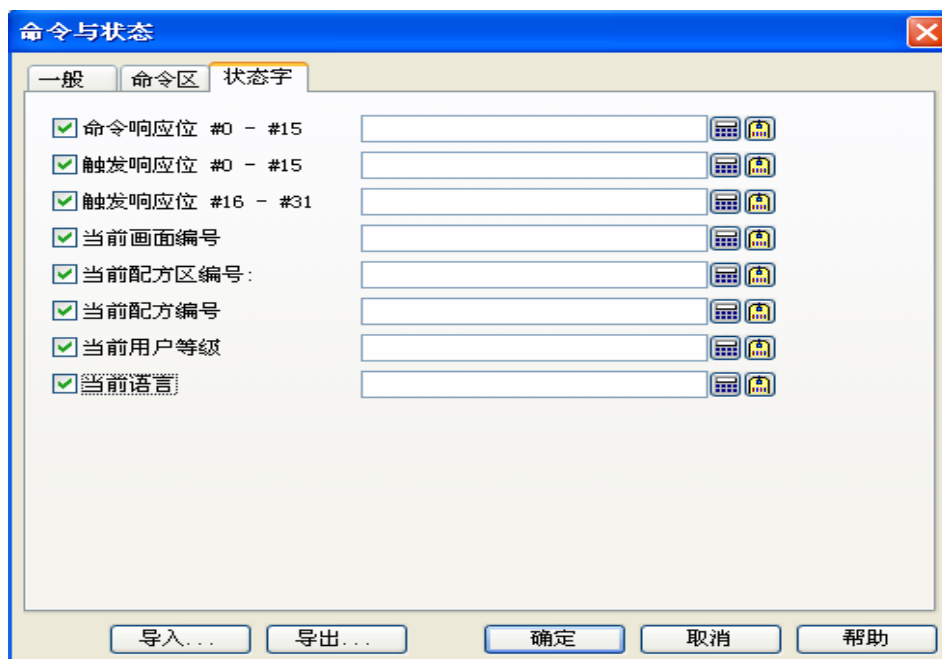 命令与状态
一般 命令区 状态字
命令响应位 #0 - #15
触发响应位 #0 - #15
触发响应位 #16 - #31
当前画面编号
当前配方区编号:
当前配方编号
当前用户等级
当前语言
导入... 导出... 确定 取消 帮助